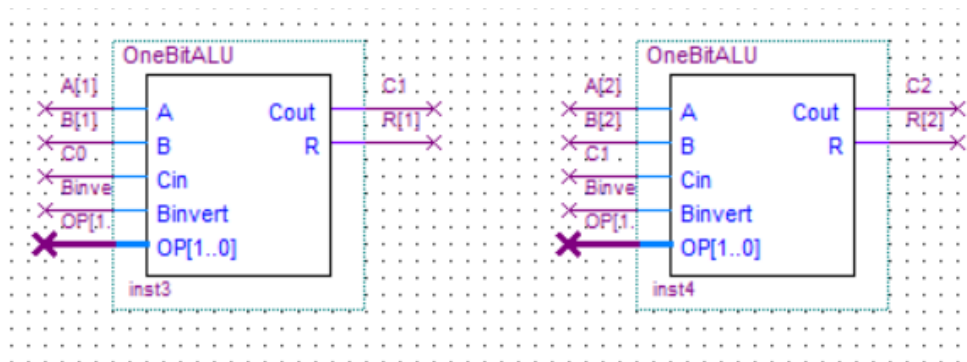 OneBitALU
A[1]
B[1]
C0
Binve
OP[1.
A
B
Cin
Binvert
OP[1..0]
Cout
R
C1
R[1]
inst3
OneBitALU
A[2]
B[2]
C1
Binve
OP[1.
A
B
Cin
Binvert
OP[1..0]
Cout
R
C2
R[2]
inst4